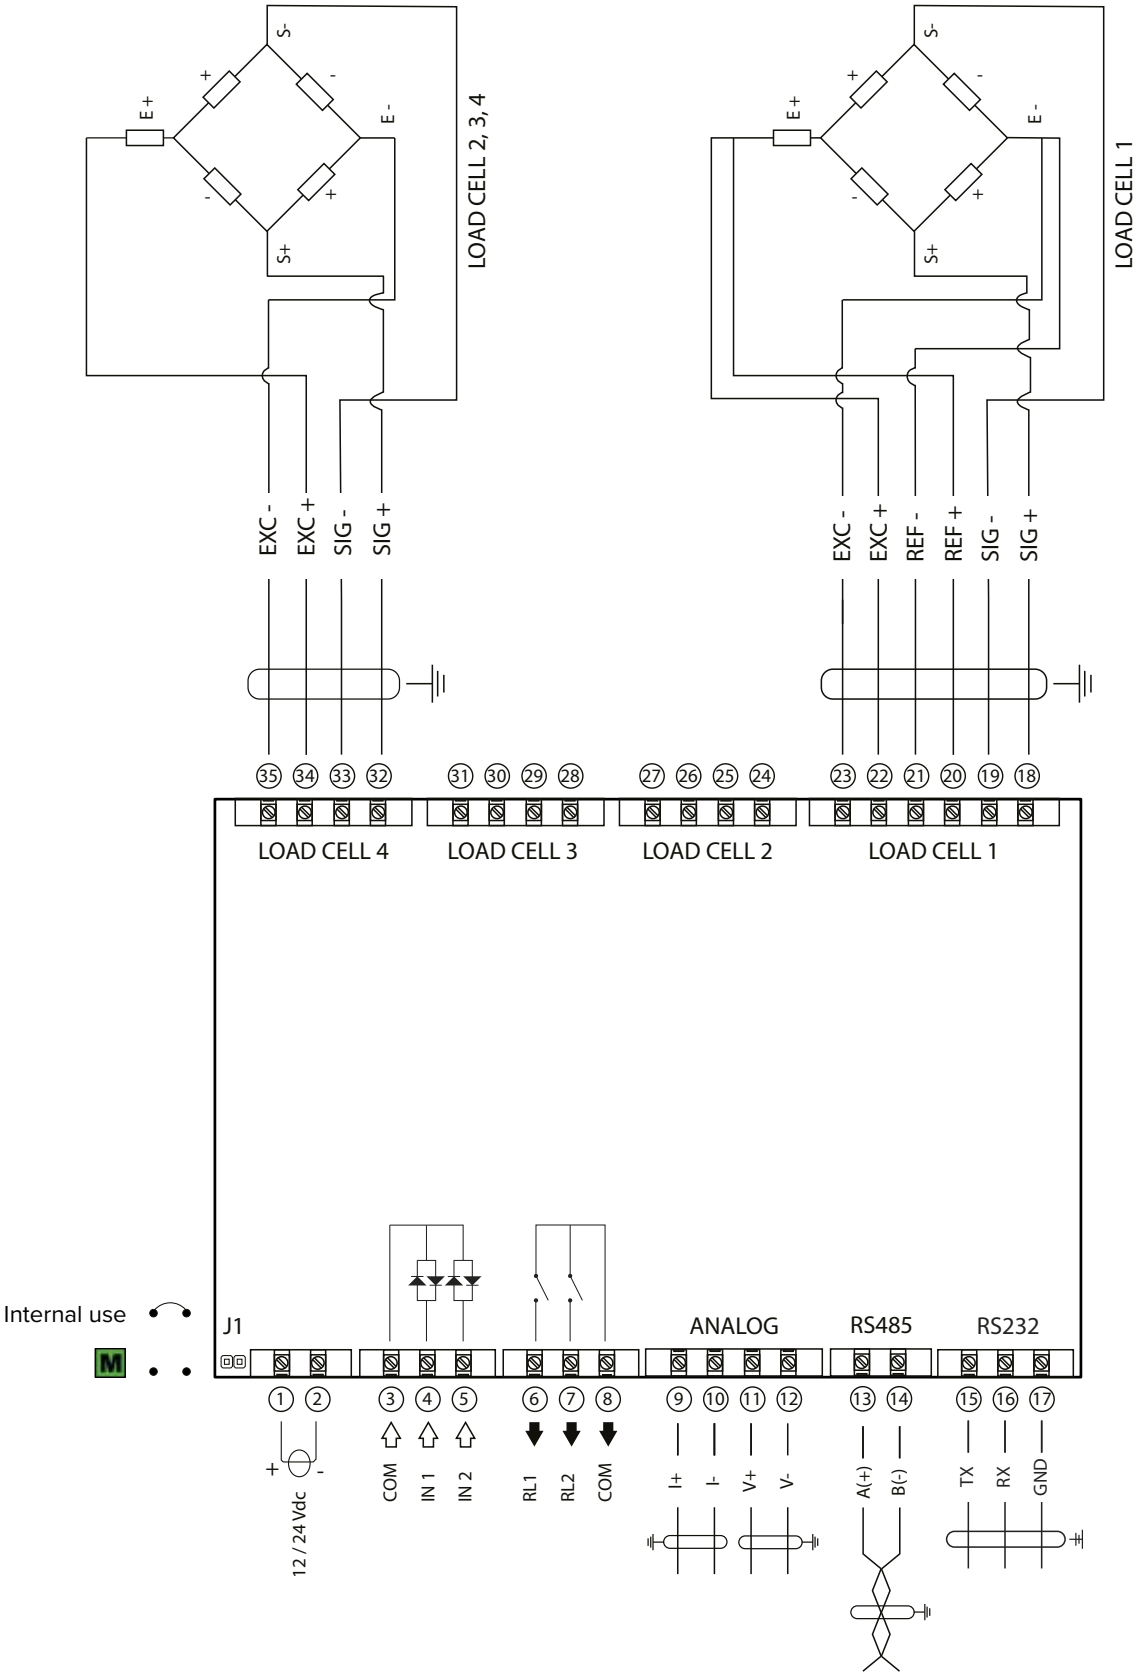 S-
+
-
E +
E -
-
+
S+
LOAD CELL 2, 3, 4
S-
+
-
E +
E -
-
+
S+
LOAD CELL 1
EXC -
EXC +
SIG -
SIG +
EXC -
EXC +
REF -
REF +
SIG -
SIG +
35 34 33 32
31 30 29 28
27 26 25 24
23 22 21 20 19 18
LOAD CELL 4
LOAD CELL 3
LOAD CELL 2
LOAD CELL 1
Internal use
M
J1
ANALOG
RS485
RS232
1 2
3 4 5
6 7 8
9 10 11 12
13 14
15 16 17
+ -
12 / 24 Vdc
COM
IN 1
IN 2
RL1
RL2
COM
I+
I-
V+
V-
A(+)
B(-)
TX
RX
GND